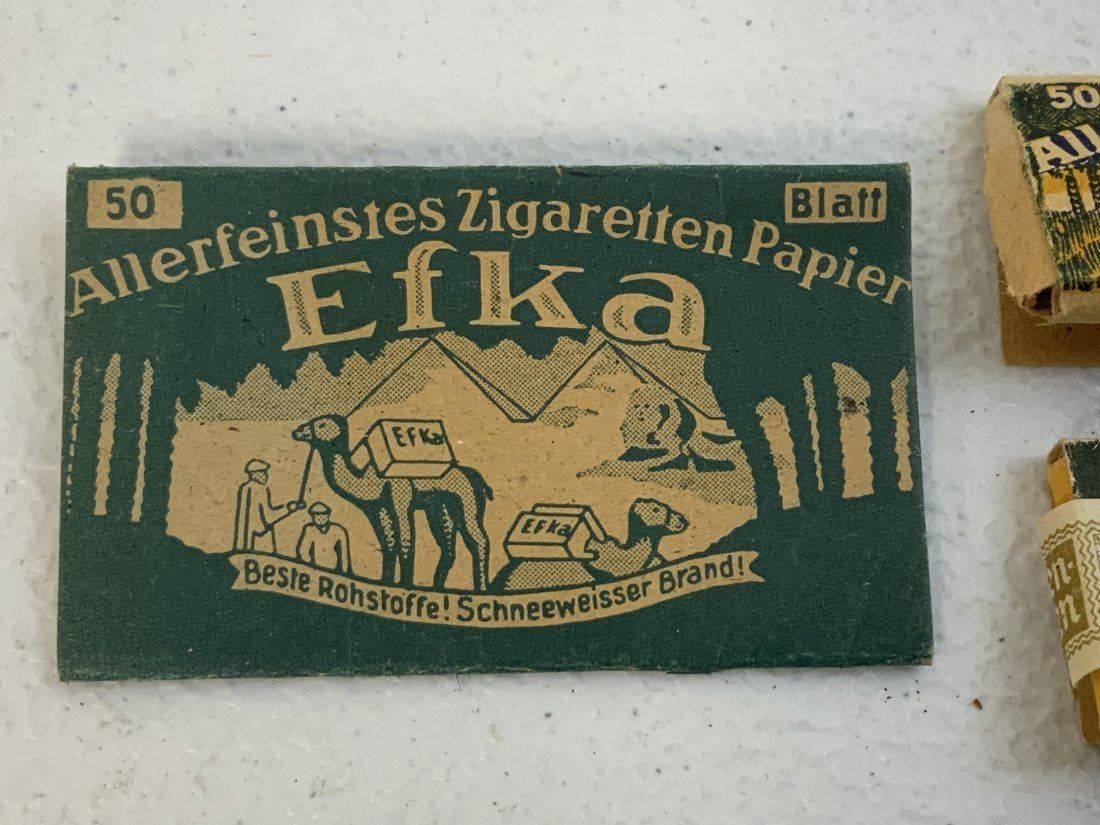 50
Blatt
Allerfeinstes Zigaretten Papier
Efka
EFKa
EFKa
Beste Rohstoffe! Schneeweisser Brand!
50